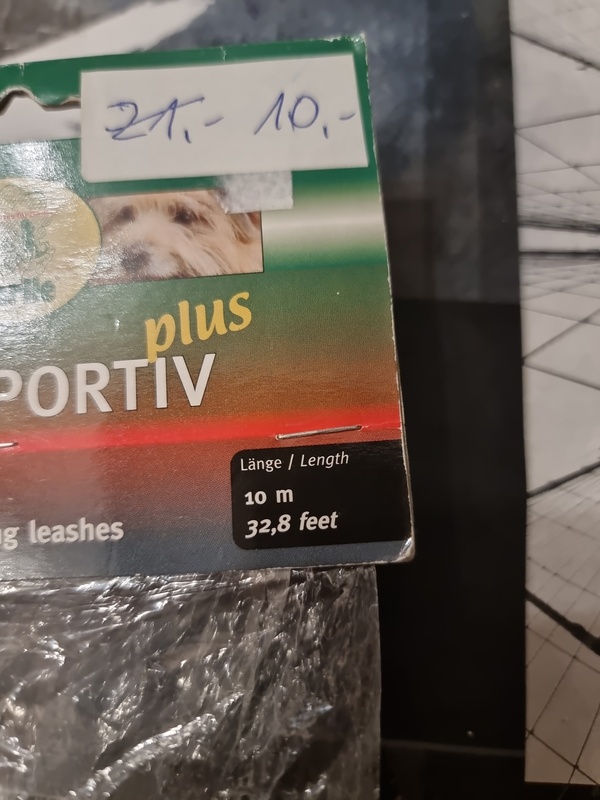 21,- 10,-
plus
PORTIV
Länge / Length
10 m
32,8 feet
g leashes